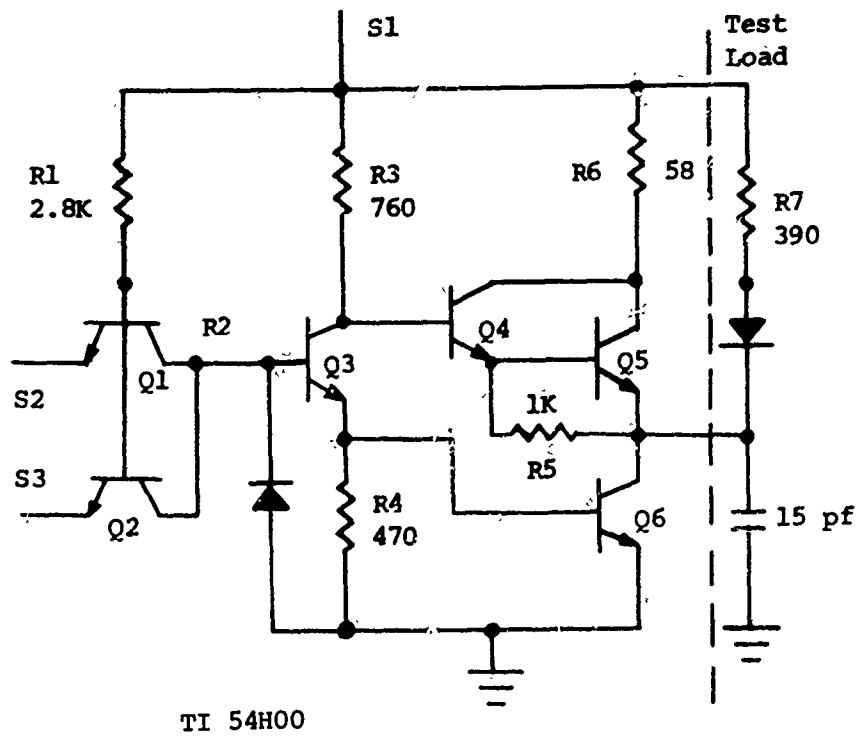 S1
Test
Load
R1
2.8K
R3
760
R6 58
R7
390
R2
Q1
Q3
Q4
Q5
S2
1K
R5
S3
Q2
R4
470
Q6
15 pf
TI 54H00